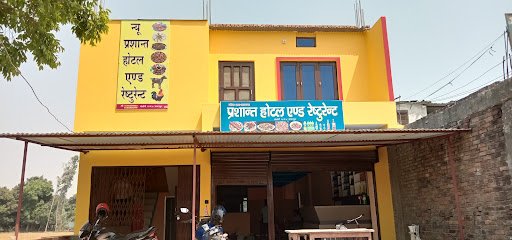 न्यू
प्रशान्त
होटल
एण्ड
रेष्टुरेन्ट
प्रशान्त होटल एण्ड रेष्टुरेन्ट